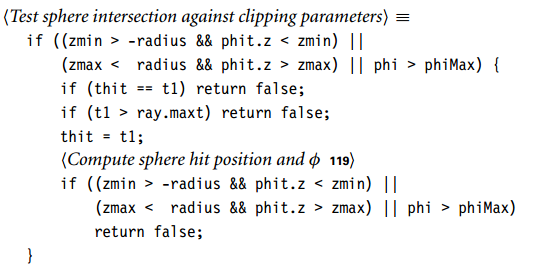 ⟨Test sphere intersection against clipping parameters⟩ ≡
if ((zmin > -radius && phit.z < zmin) ||
(zmax < radius && phit.z > zmax) || phi > phiMax) {
if (thit == t1) return false;
if (t1 > ray.maxt) return false;
thit = t1;
⟨Compute sphere hit position and ϕ 119⟩
if ((zmin > -radius && phit.z < zmin) ||
(zmax < radius && phit.z > zmax) || phi > phiMax)
return false;
}